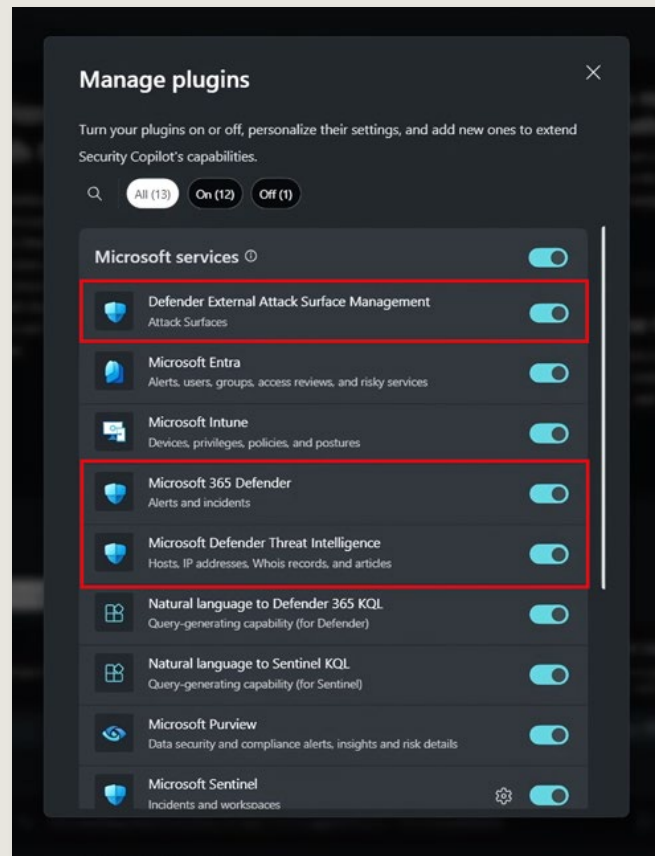 Manage plugins
Turn your plugins on or off, personalize their settings, and add new ones to extend
Security Copilot's capabilities.
All (13) On (12) Off (1)
Microsoft services
Defender External Attack Surface Management
Attack Surfaces
Microsoft Entra
Alerts, users, groups, access reviews, and risky services
Microsoft Intune
Devices, privileges, policies, and postures
Microsoft 365 Defender
Alerts and incidents
Microsoft Defender Threat Intelligence
Hosts, IP addresses, Whois records, and articles
Natural language to Defender 365 KQL
Query-generating capability (for Defender)
Natural language to Sentinel KQL
Query-generating capability (for Sentinel)
Microsoft Purview
Data security and compliance alerts, insights and risk details
Microsoft Sentinel
Incidents and workspaces